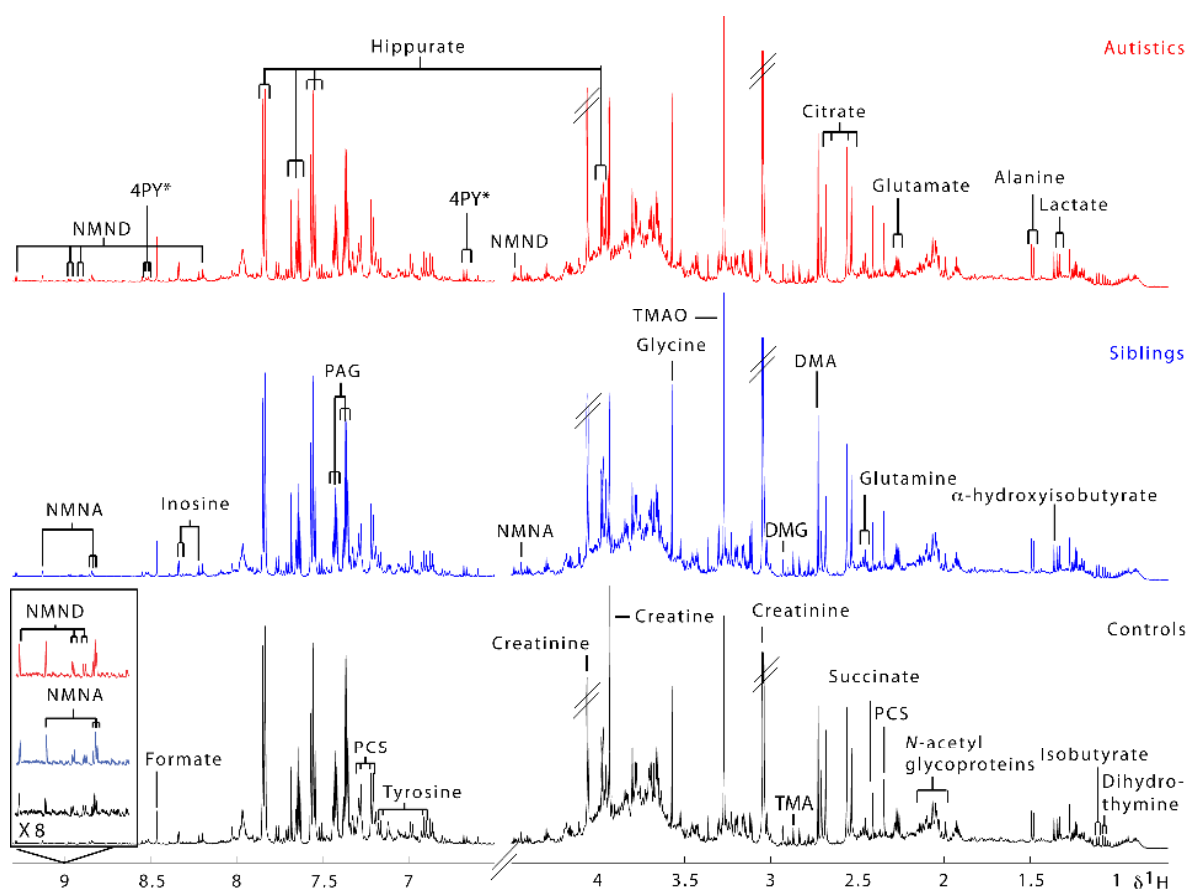 Hippurate
Autistics
Citrate
4PY*
4PY*
Glutamate
Alanine
NMND
Lactate
NMND
TMAO
Siblings
Glycine
PAG
DMA
Glutamine
α-hydroxyisobutyrate
NMNA
Inosine
NMNA
DMG
NMND
Creatine
Creatinine
Controls
Creatinine
Succinate
NMNA
PCS
Formate
PCS
N-acetyl
glycoproteins
Isobutyrate
Tyrosine
Dihydro-
thymine
TMA
X8
9 8.5 8 7.5 7 4 3.5 3 2.5 2 1.5 1 δ¹H